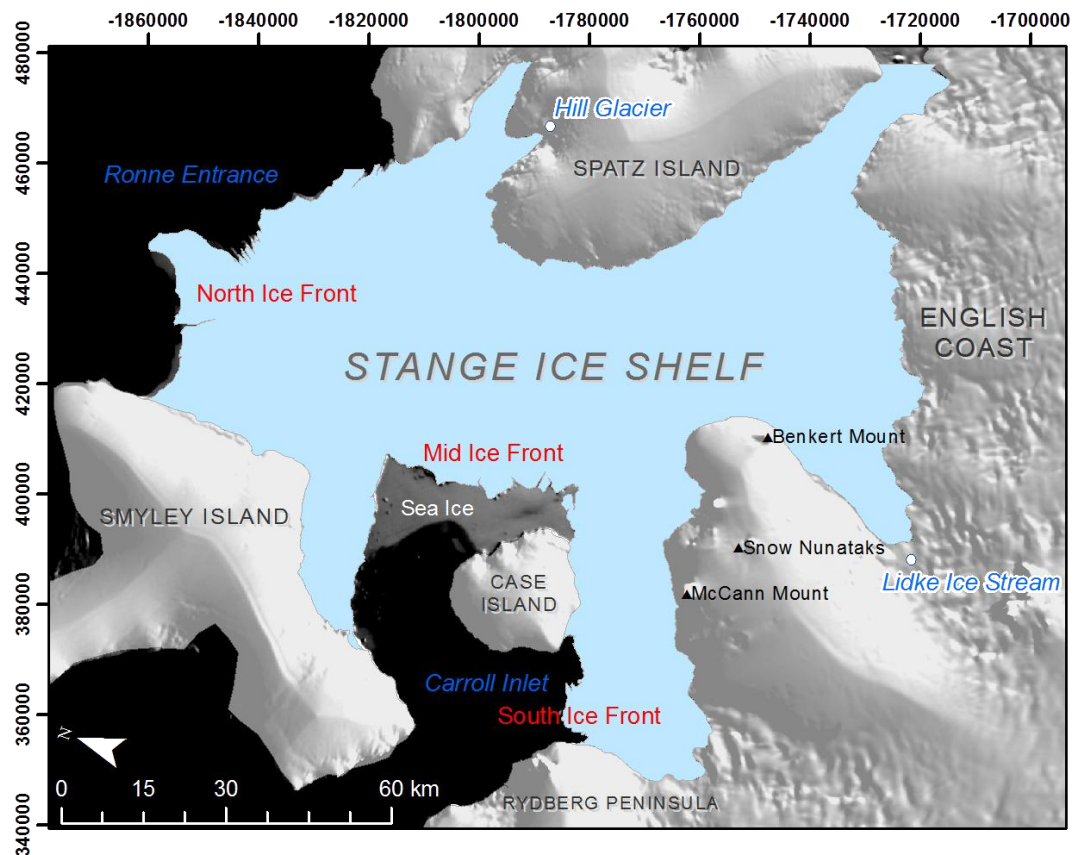 -1860000 -1840000 -1820000 -1800000 -1780000 -1760000 -1740000 -1720000 -1700000
480000
460000
440000
420000
400000
380000
360000
340000
Hill Glacier
Ronne Entrance
SPATZ ISLAND
North Ice Front
ENGLISH
COAST
STANGE ICE SHELF
Benkert Mount
Mid Ice Front
Sea Ice
SMYLEY ISLAND
Snow Nunataks
CASE
ISLAND
Lidke Ice Stream
McCann Mount
Carroll Inlet
South Ice Front
N
0 15 30 60 km
RYDBERG PENINSULA